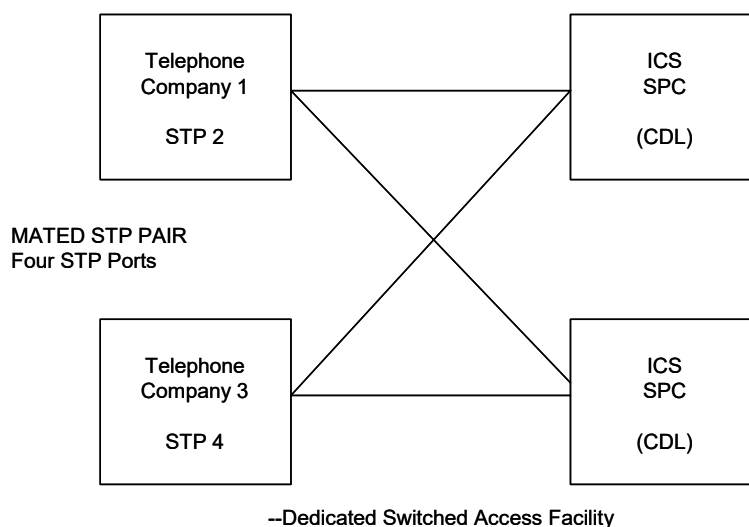 Telephone
Company 1
STP 2
ICS
SPC
(CDL)
MATED STP PAIR
Four STP Ports
Telephone
Company 3
STP 4
ICS
SPC
(CDL)
--Dedicated Switched Access Facility